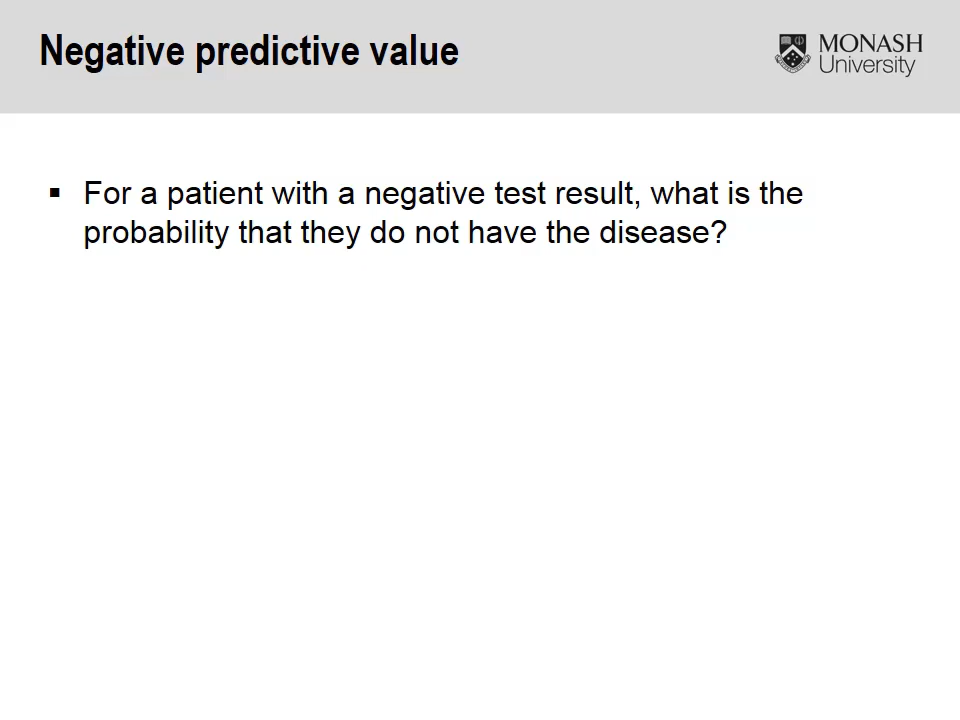 Negative predictive value
MONASH
University
▪ For a patient with a negative test result, what is the
probability that they do not have the disease?